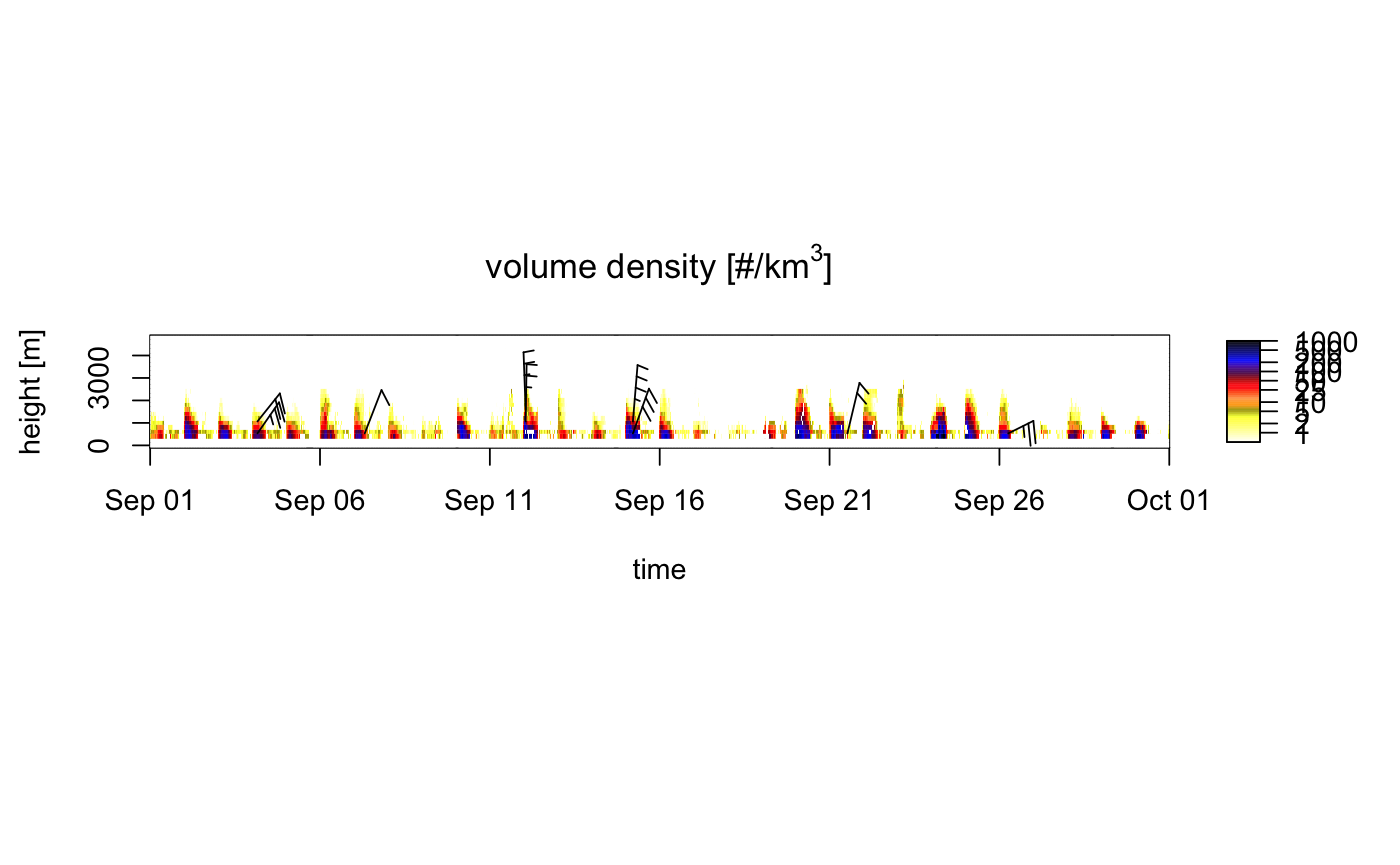 volume density [#/km³]
height [m]
0
3000
1000
Sep 01
Sep 06
Sep 11
Sep 16
Sep 21
Sep 26
Oct 01
time